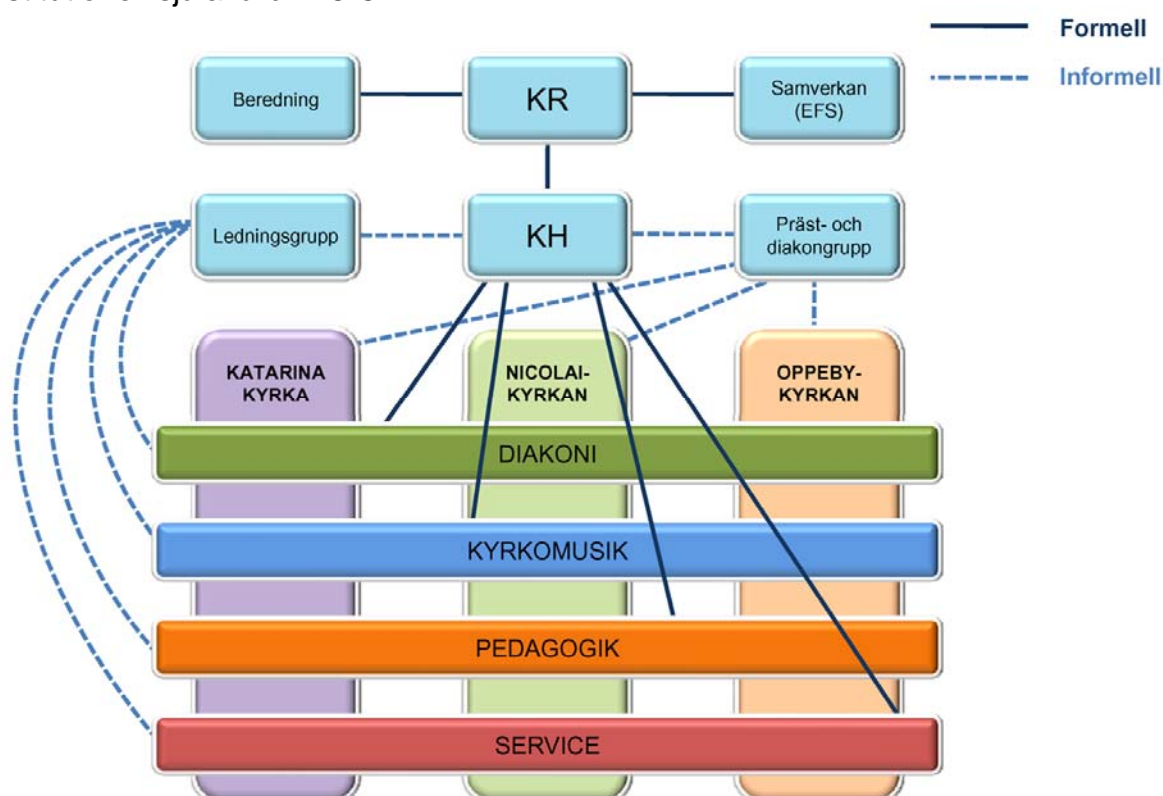 Formell
Informell
Beredning
KR
Samverkan
(EFS)
Ledningsgrupp
KH
Präst- och
diakongrupp
KATARINA
KYRKA
NICOLAI-
KYRKAN
OPPEBY-
KYRKAN
DIAKONI
KYRKOMUSIK
PEDAGOGIK
SERVICE